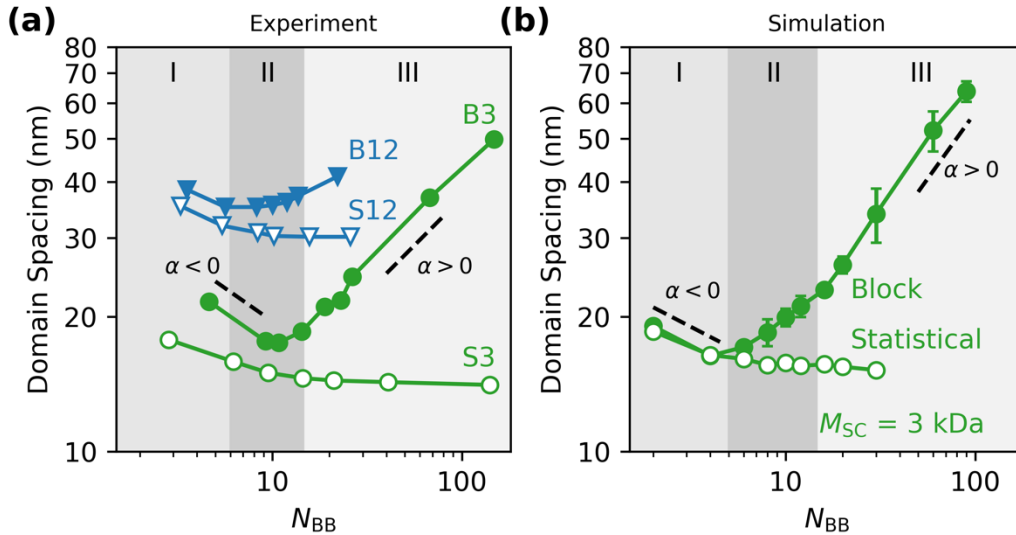 (a)
Experiment
Domain Spacing (nm)
80
70
60
50
40
30
20
10
I
II
III
B12
B3
S12
α<0
α>0
S3
10
100
N_BB
(b)
Simulation
Domain Spacing (nm)
80
70
60
50
40
30
20
10
I
II
III
α<0
α>0
Block
Statistical
M_SC = 3 kDa
10
100
N_BB